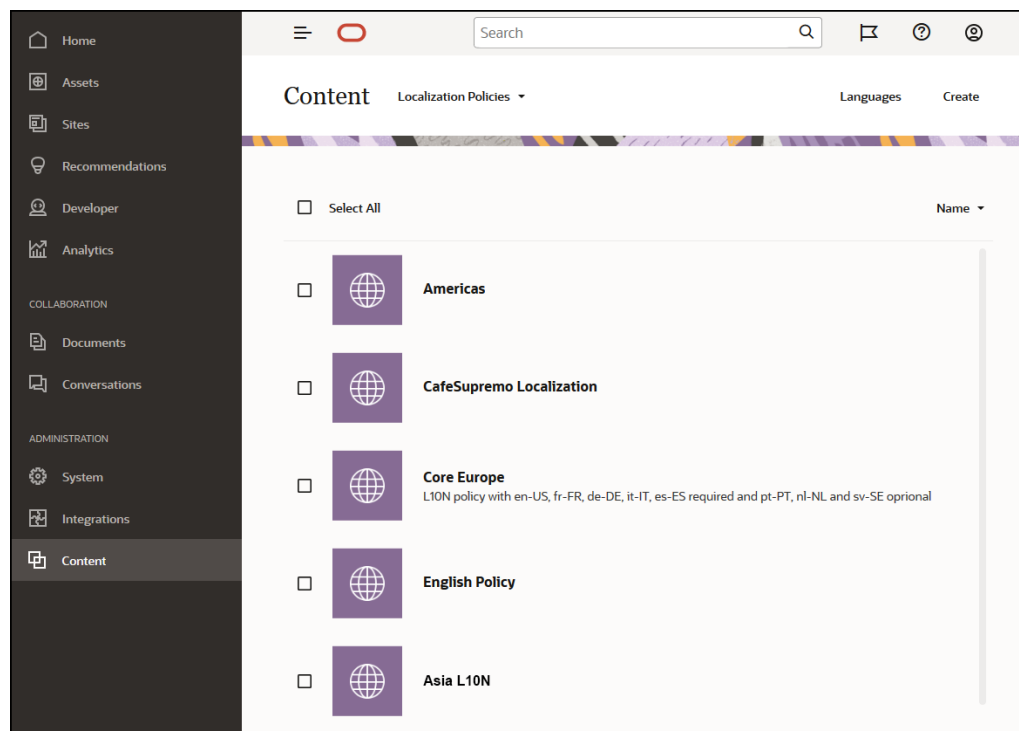 Home
Assets
Sites
Recommendations
Developer
Analytics
COLLABORATION
Documents
Conversations
ADMINISTRATION
System
Integrations
Content
Search
Content Localization Policies Languages Create
Select All Name
Americas
CafeSupremo Localization
Core Europe
L10N policy with en-US, fr-FR, de-DE, it-IT, es-ES required and pt-PT, nl-NL and sv-SE oprional
English Policy
Asia L10N